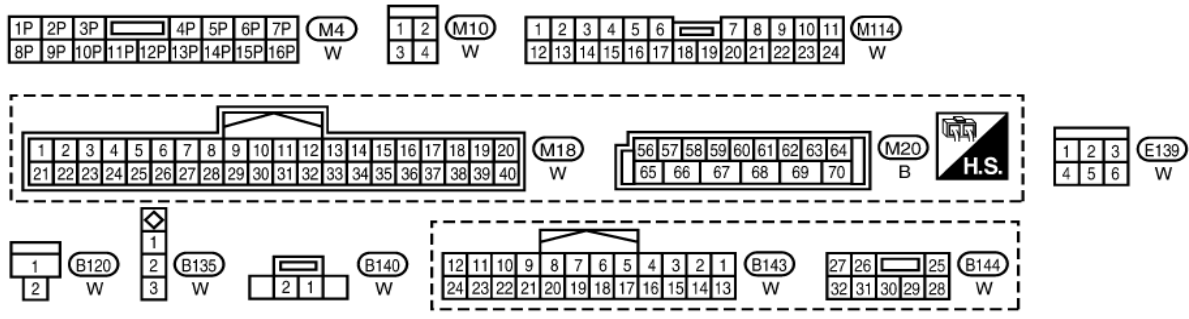 1P 2P 3P 4P 5P 6P 7P
8P 9P 10P 11P 12P 13P 14P 15P 16P
M4
W
1 2
3 4
M10
W
1 2 3 4 5 6 7 8 9 10 11
12 13 14 15 16 17 18 19 20 21 22 23 24
M114
W
1 2 3 4 5 6 7 8 9 10 11 12 13 14 15 16 17 18 19 20
21 22 23 24 25 26 27 28 29 30 31 32 33 34 35 36 37 38 39 40
M18
W
56 57 58 59 60 61 62 63 64
65 66 67 68 69 70
M20
B
H.S.
1 2 3
4 5 6
E139
W
1
2
B120
W
1
2
3
B135
W
2 1
B140
W
12 11 10 9 8 7 6 5 4 3 2 1
24 23 22 21 20 19 18 17 16 15 14 13
B143
W
27 26 25
32 31 30 29 28
B144
W